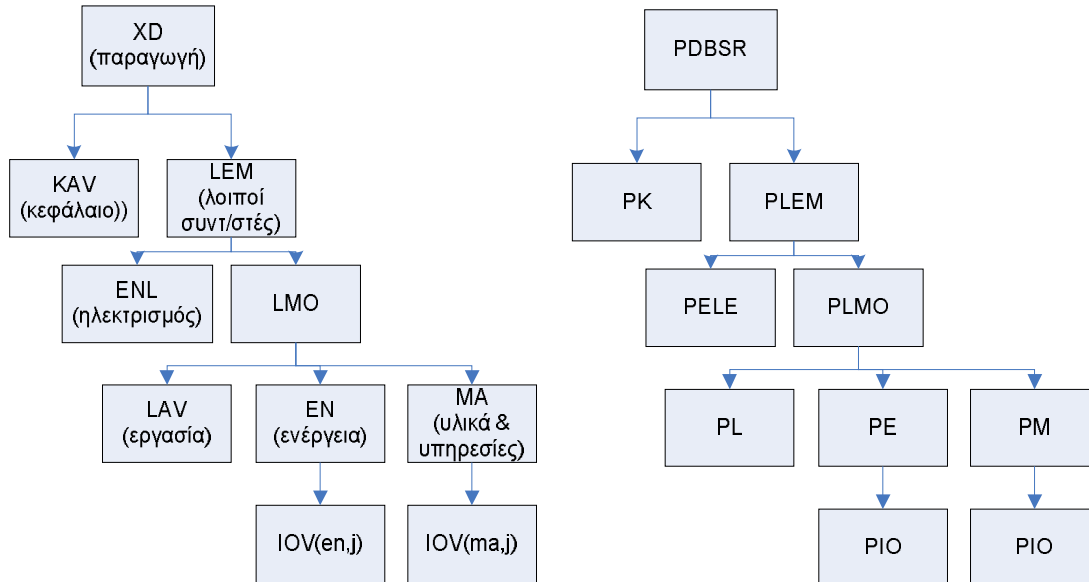 XD
(παραγωγή)
KAV
(κεφάλαιο))
LEM
(λοιποί
συντ/στές)
ENL
(ηλεκτρισμός)
LMO
LAV
(εργασία)
EN
(ενέργεια)
MA
(υλικά &
υπηρεσίες)
IOV(en,j)
IOV(ma,j)
PDBSR
PK
PLEM
PELE
PLMO
PL
PE
PM
PIO
PIO